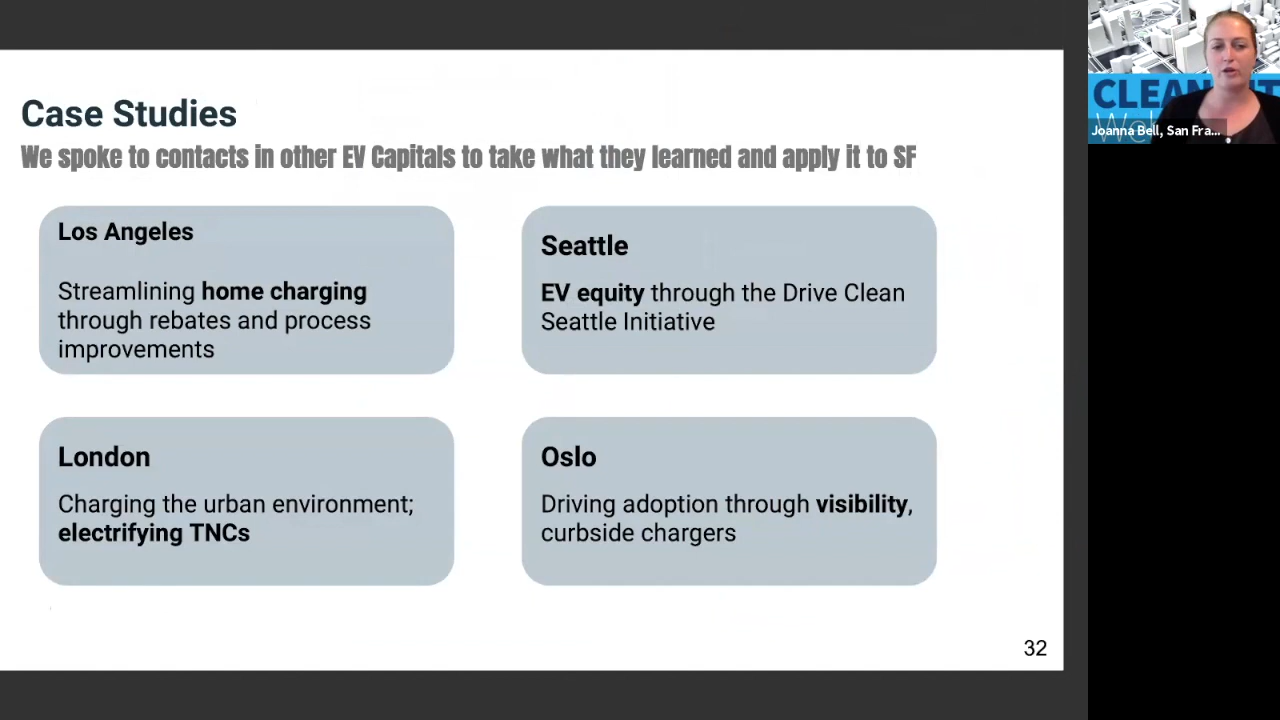 Case Studies
We spoke to contacts in other EV Capitals to take what they learned and apply it to SF
Los Angeles
Streamlining home charging
through rebates and process
improvements
Seattle
EV equity through the Drive Clean
Seattle Initiative
London
Charging the urban environment;
electrifying TNCs
Oslo
Driving adoption through visibility,
curbside chargers
32
Joanna Bell, San Fra...